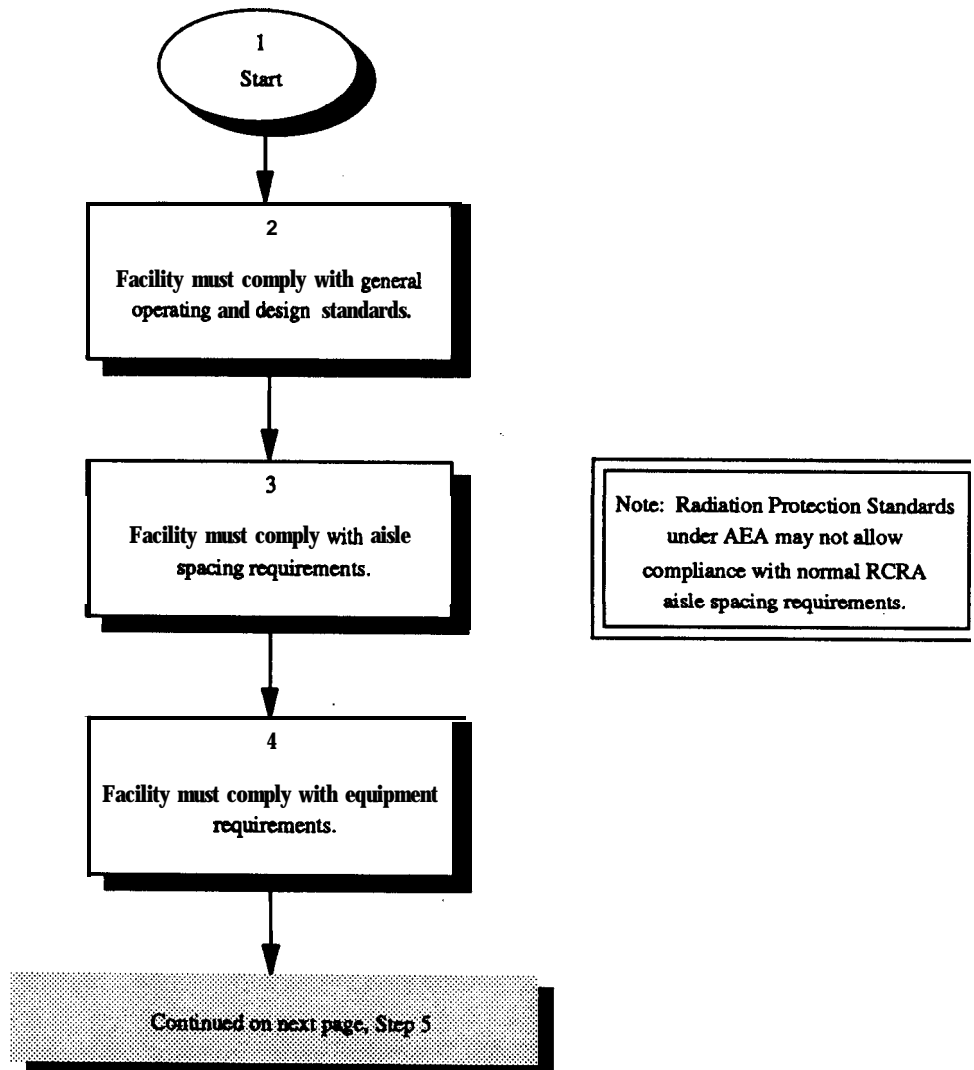 1
Start
2
Facility must comply with general
operating and design standards.
3
Facility must comply with aisle
spacing requirements.
Note: Radiation Protection Standards
under AEA may not allow
compliance with normal RCRA
aisle spacing requirements.
4
Facility must comply with equipment
requirements.
Continued on next page, Step 5